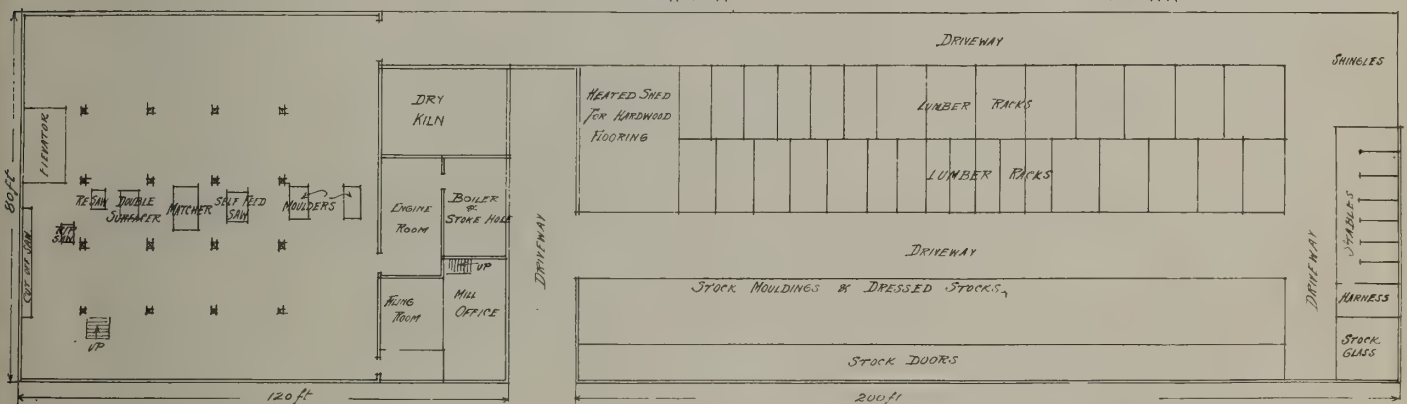 DRIVEWAY
SHINGLES
80 ft
ELEVATOR
DRY
KILN
HEATED SHED
FOR HARDWOOD
FLOORING
LUMBER RACKS
LUMBER RACKS
RESAW
DOUBLE
SURFACER
MATCHER
SELF FEED
SAW
MOULDERS
ENGINE
ROOM
BOILER
&
STOKE HOLE
STABLES
RIP
SAW
CUT OFF SAW
DRIVEWAY
DRIVEWAY
DRIVEWAY
UP
STOCK MOULDINGS & DRESSED STOCKS
FILING
ROOM
MILL
OFFICE
HARNESS
UP
STOCK DOORS
STOCK
GLASS
120 ft
200 ft